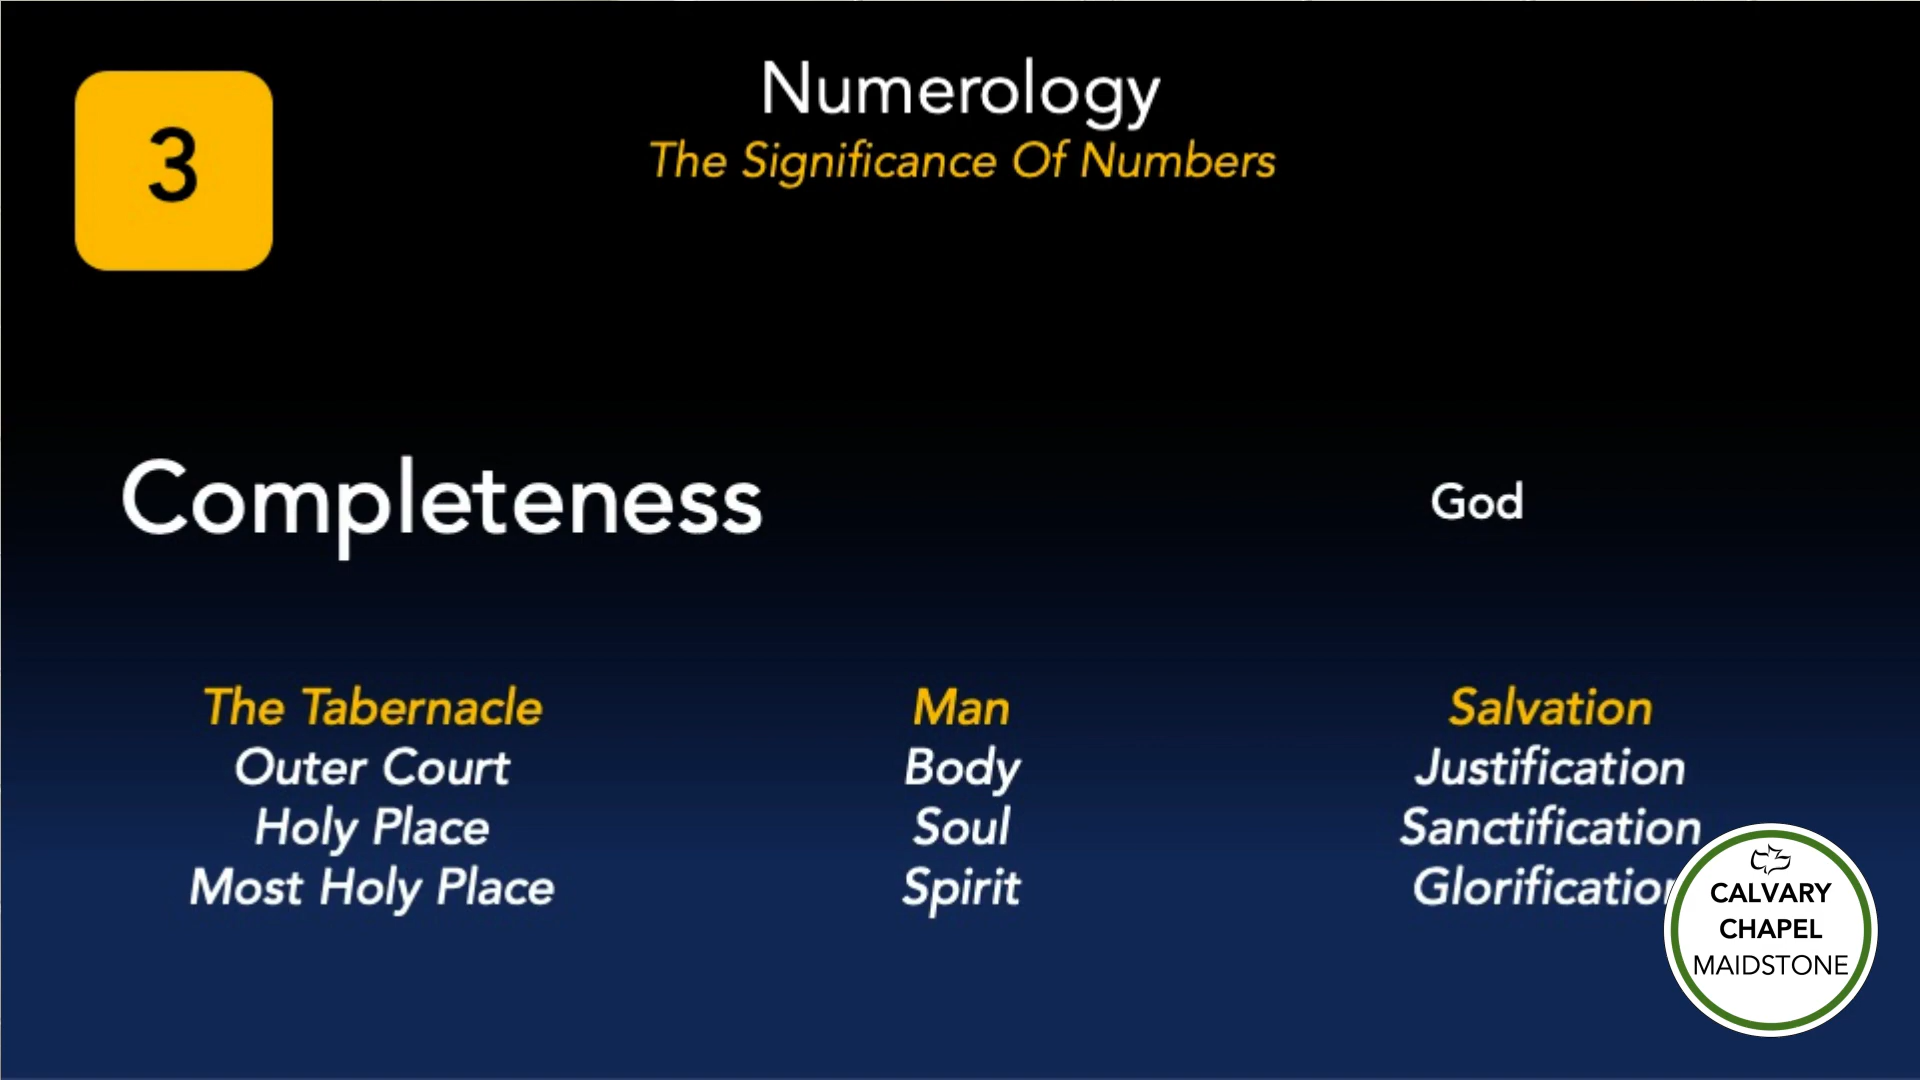 3
Numerology
The Significance Of Numbers
Completeness
God
The Tabernacle
Outer Court
Holy Place
Most Holy Place
Man
Body
Soul
Spirit
Salvation
Justification
Sanctification
Glorification
CALVARY
CHAPEL
MAIDSTONE